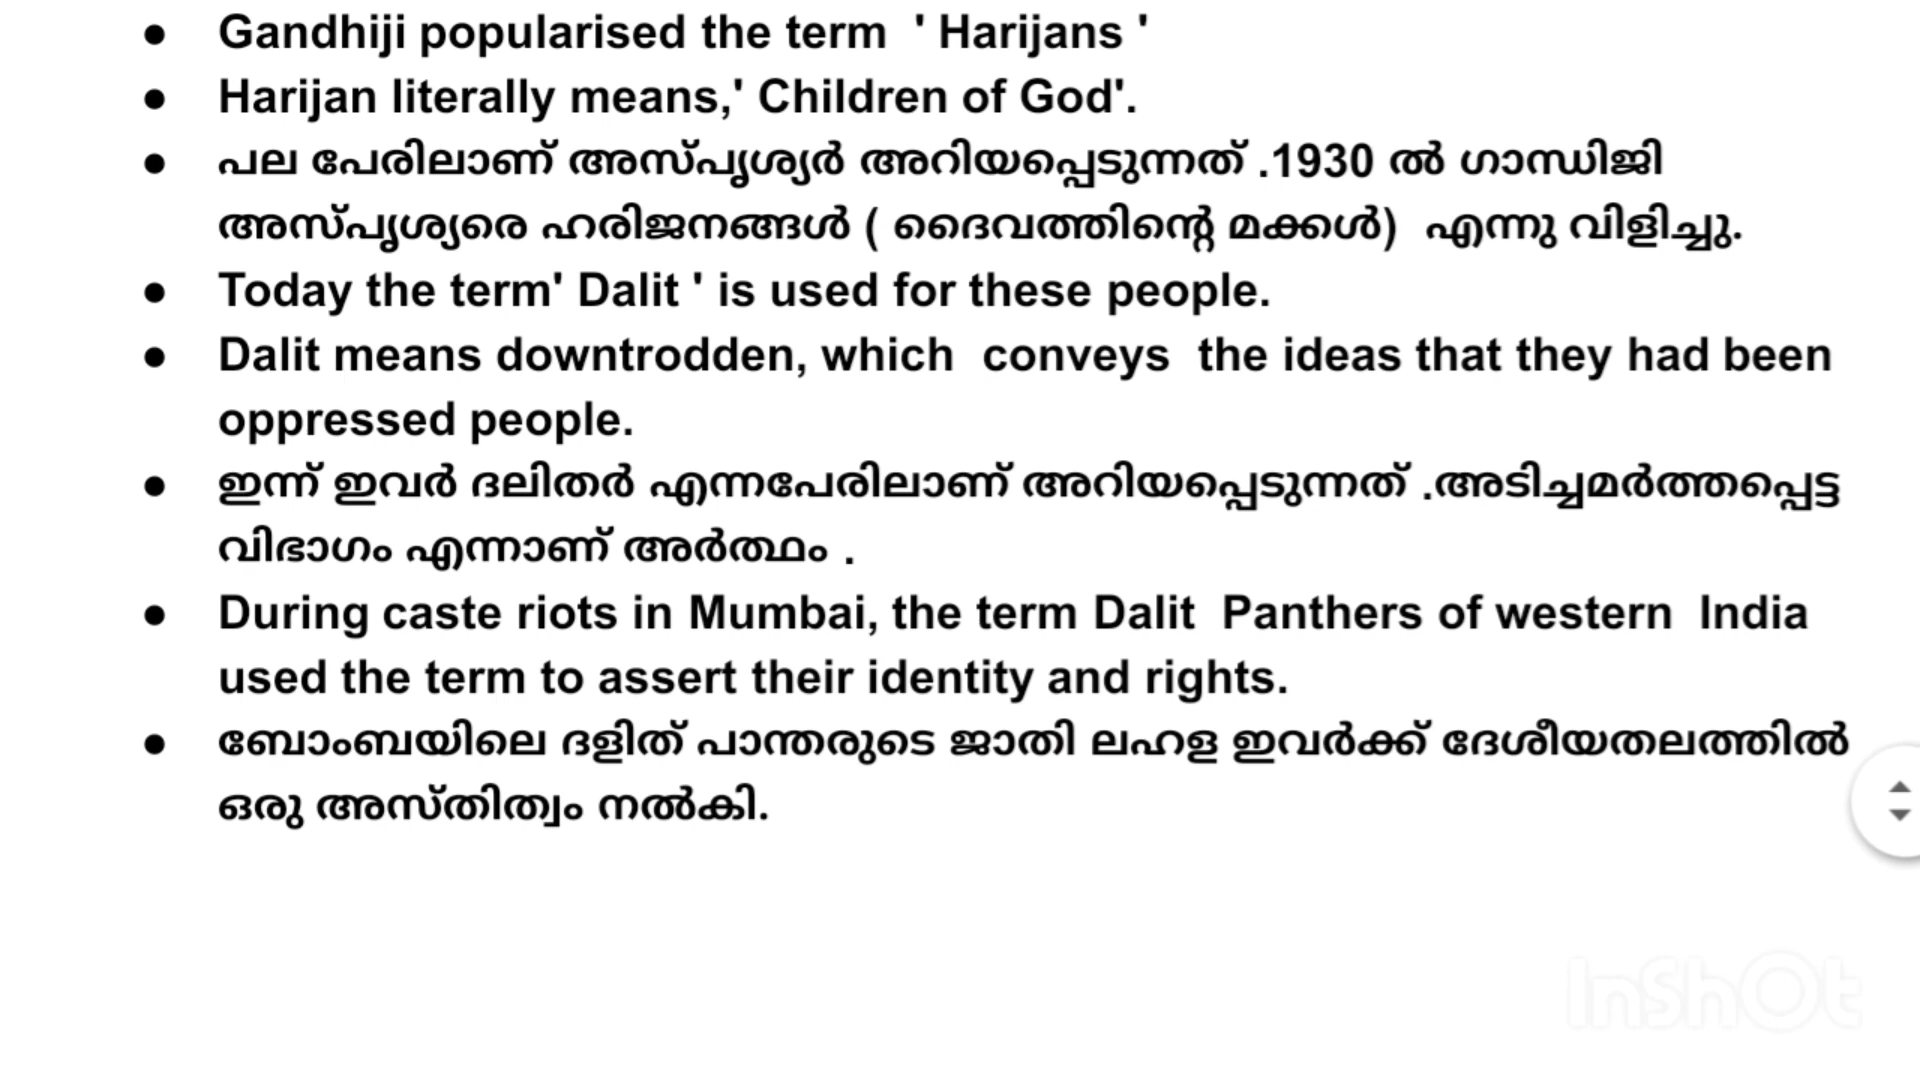 ● Gandhiji popularised the term ' Harijans '
● Harijan literally means,' Children of God'.
● പല പേരിലാണ് അസ്പൃശ്യർ അറിയപ്പെടുന്നത് .1930 ൽ ഗാന്ധിജി
അസ്പൃശ്യരെ ഹരിജനങ്ങൾ ( ദൈവത്തിന്റെ മക്കൾ) എന്നു വിളിച്ചു.
● Today the term' Dalit ' is used for these people.
● Dalit means downtrodden, which conveys the ideas that they had been
oppressed people.
● ഇന്ന് ഇവർ ദലിതർ എന്നപേരിലാണ് അറിയപ്പെടുന്നത് .അടിച്ചമർത്തപ്പെട്ട
വിഭാഗം എന്നാണ് അർത്ഥം .
● During caste riots in Mumbai, the term Dalit Panthers of western India
used the term to assert their identity and rights.
● ബോംബയിലെ ദളിത് പാന്തരുടെ ജാതി ലഹള ഇവർക്ക് ദേശീയതലത്തിൽ
ഒരു അസ്തിത്വം നൽകി.
InShOt